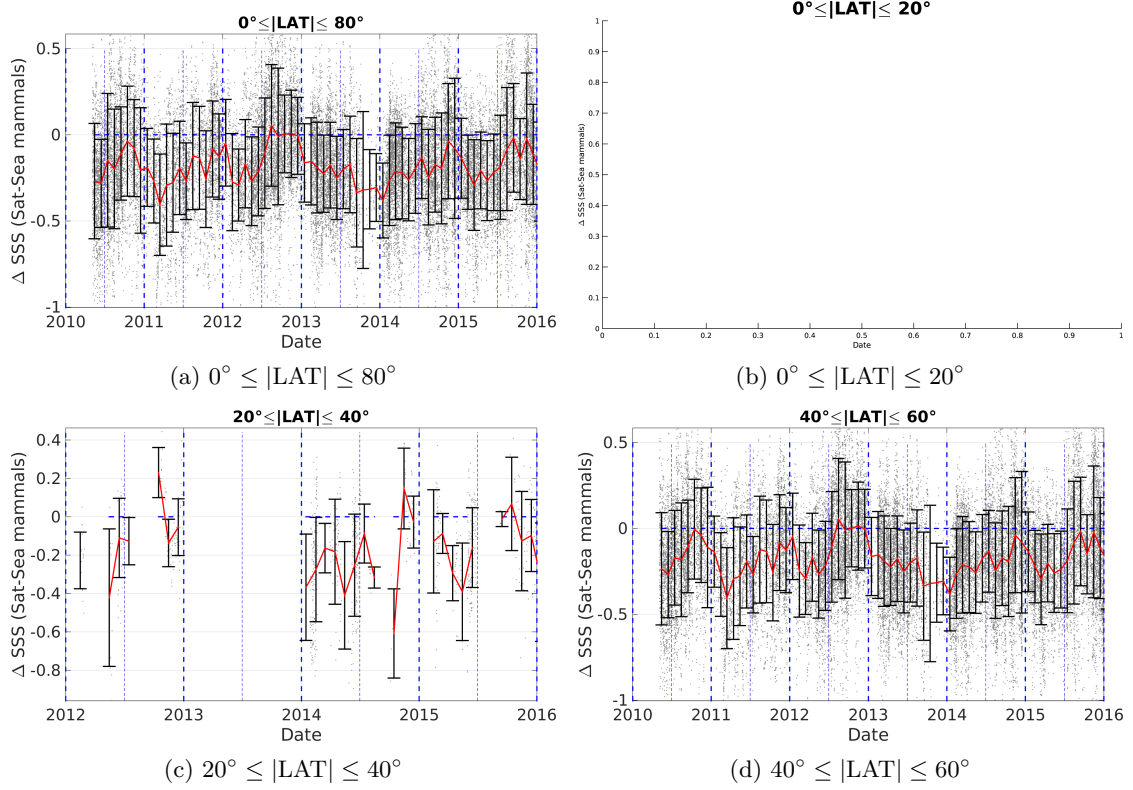 0°≤|LAT|≤ 80°
Δ SSS (Sat-Sea mammals)
0.5
0
-0.5
-1
2010 2011 2012 2013 2014 2015 2016
Date
(a) 0° ≤ |LAT| ≤ 80°
0°≤|LAT|≤ 20°
Δ SSS (Sat-Sea mammals)
1
0.9
0.8
0.7
0.6
0.5
0.4
0.3
0.2
0.1
0
0 0.1 0.2 0.3 0.4 0.5 0.6 0.7 0.8 0.9 1
Date
(b) 0° ≤ |LAT| ≤ 20°
20°≤|LAT|≤ 40°
Δ SSS (Sat-Sea mammals)
0.4
0.2
0
-0.2
-0.4
-0.6
-0.8
2012 2013 2014 2015 2016
Date
(c) 20° ≤ |LAT| ≤ 40°
40°≤|LAT|≤ 60°
Δ SSS (Sat-Sea mammals)
0.5
0
-0.5
-1
2010 2011 2012 2013 2014 2015 2016
Date
(d) 40° ≤ |LAT| ≤ 60°